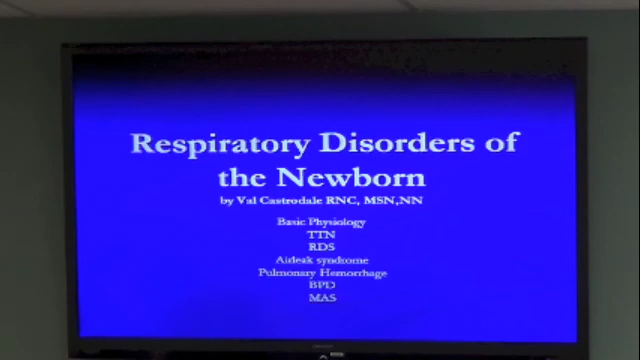 Respiratory Disorders of
the Newborn
by Val Castrodale RNC, MSN,NN
Basic Physiology
TTN
RDS
Airleak syndrome
Pulmonary Hemorrhage
BPD
MAS